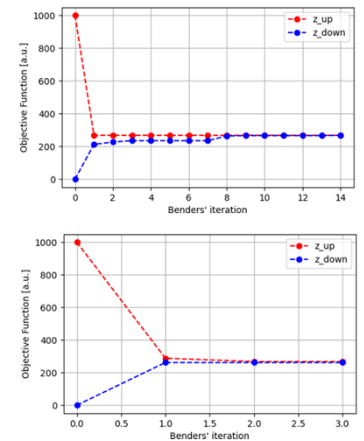 1000
800
600
400
200
0
Objective Function [a.u.]
z_up
z_down
0 2 4 6 8 10 12 14
Benders' iteration
1000
800
600
400
200
0
Objective Function [a.u.]
z_up
z_down
0.0 0.5 1.0 1.5 2.0 2.5 3.0
Benders' iteration